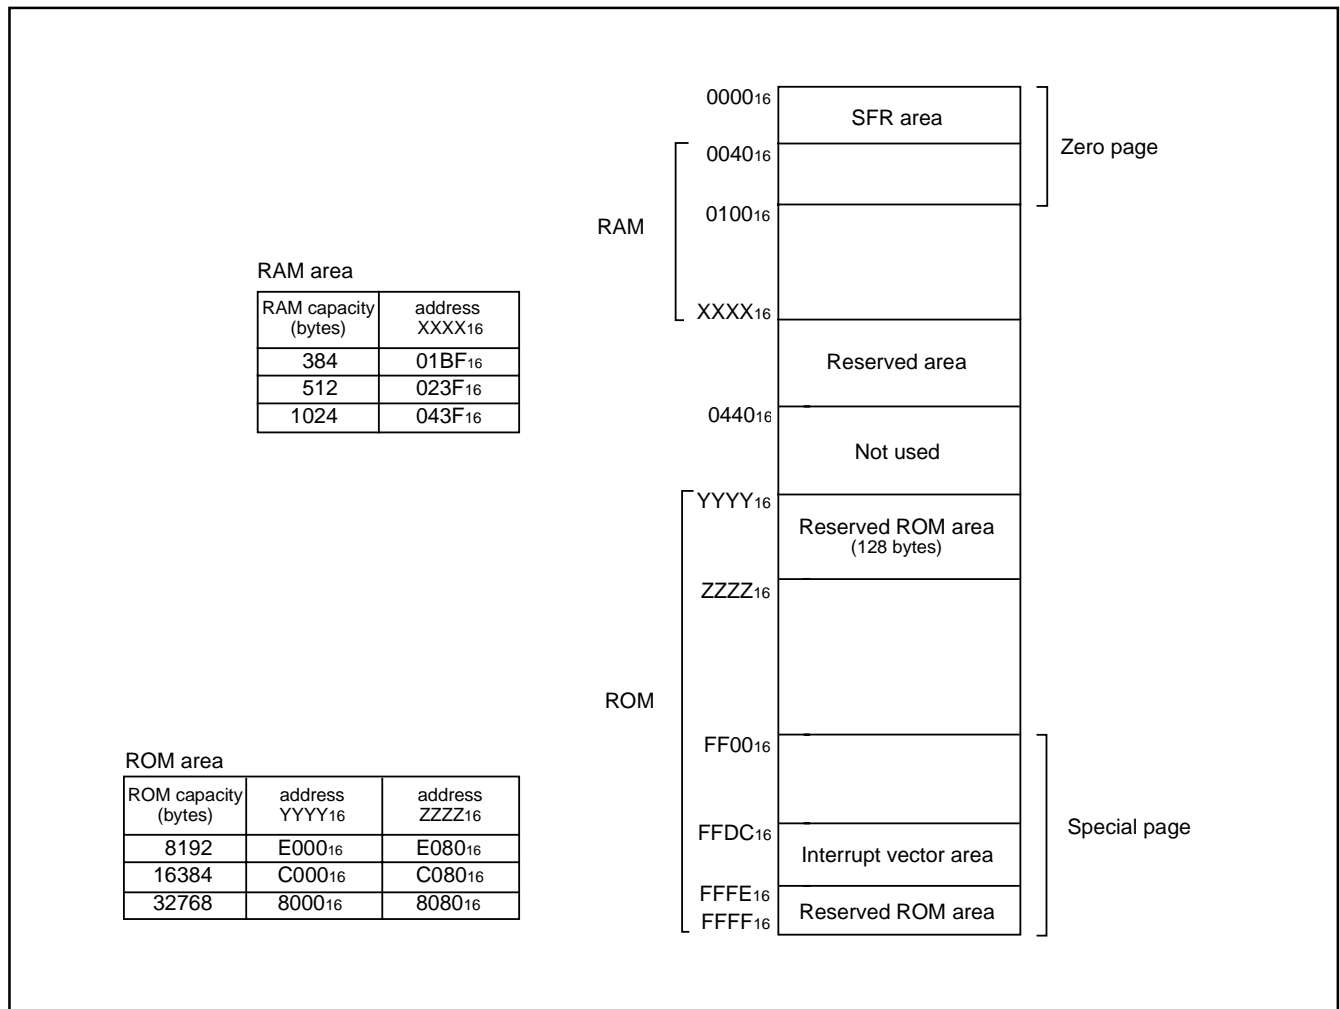 000016
SFR area
Zero page
004016
RAM
010016
XXXX16
RAM area
RAM capacity (bytes) address XXXX16
384 01BF16
512 023F16
1024 043F16
Reserved area
044016
Not used
YYYY16
Reserved ROM area
(128 bytes)
ZZZZ16
ROM
FF0016
ROM area
ROM capacity (bytes) address YYYY16 address ZZZZ16
8192 E00016 E08016
16384 C00016 C08016
32768 800016 808016
Special page
FFDC16
Interrupt vector area
FFFE16
Reserved ROM area
FFFF16